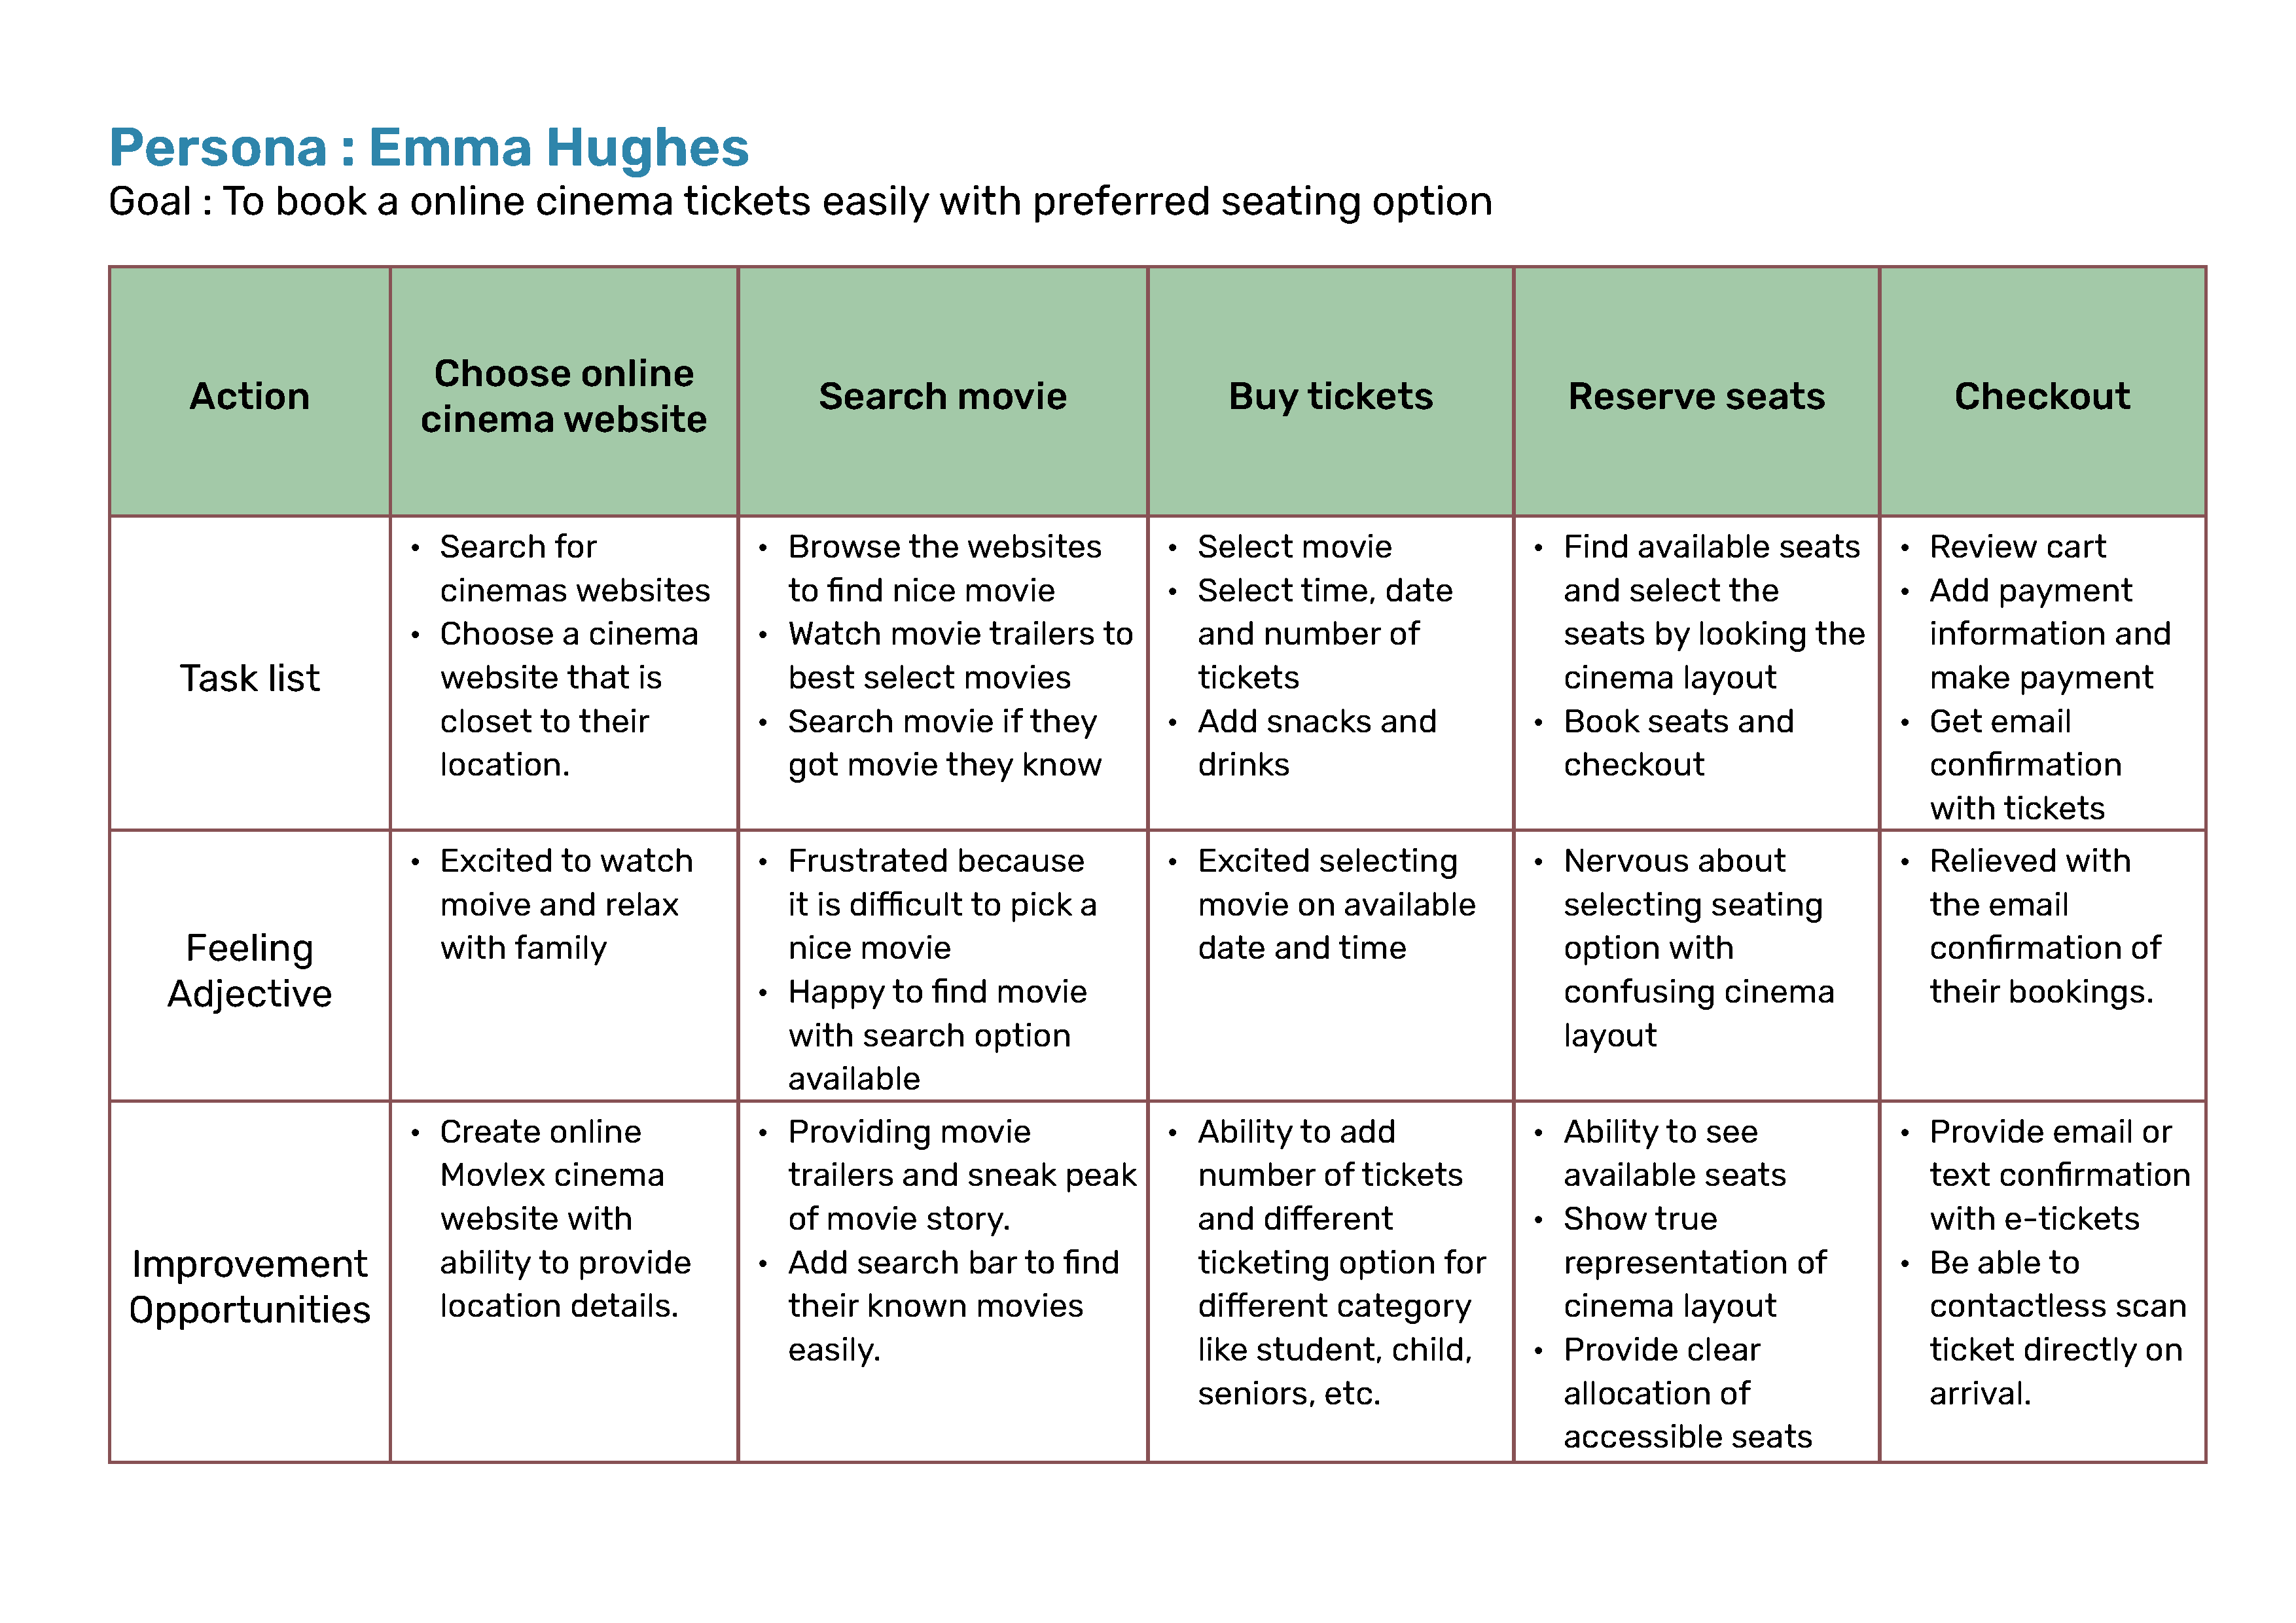 Persona : Emma Hughes
Goal : To book a online cinema tickets easily with preferred seating option
Action
Choose online
cinema website
Search movie
Buy tickets
Reserve seats
Checkout
Task list
• Search for
cinemas websites
• Choose a cinema
website that is
closet to their
location.
• Browse the websites
to find nice movie
• Watch movie trailers to
best select movies
• Search movie if they
got movie they know
• Select movie
• Select time, date
and number of
tickets
• Add snacks and
drinks
• Find available seats
and select the
seats by looking the
cinema layout
• Book seats and
checkout
• Review cart
• Add payment
information and
make payment
• Get email
confirmation
with tickets
Feeling
Adjective
• Excited to watch
moive and relax
with family
• Frustrated because
it is difficult to pick a
nice movie
• Happy to find movie
with search option
available
• Excited selecting
movie on available
date and time
• Nervous about
selecting seating
option with
confusing cinema
layout
• Relieved with
the email
confirmation of
their bookings.
Improvement
Opportunities
• Create online
Movlex cinema
website with
ability to provide
location details.
• Providing movie
trailers and sneak peak
of movie story.
• Add search bar to find
their known movies
easily.
• Ability to add
number of tickets
and different
ticketing option for
different category
like student, child,
seniors, etc.
• Ability to see
available seats
• Show true
representation of
cinema layout
• Provide clear
allocation of
accessible seats
• Provide email or
text confirmation
with e-tickets
• Be able to
contactless scan
ticket directly on
arrival.